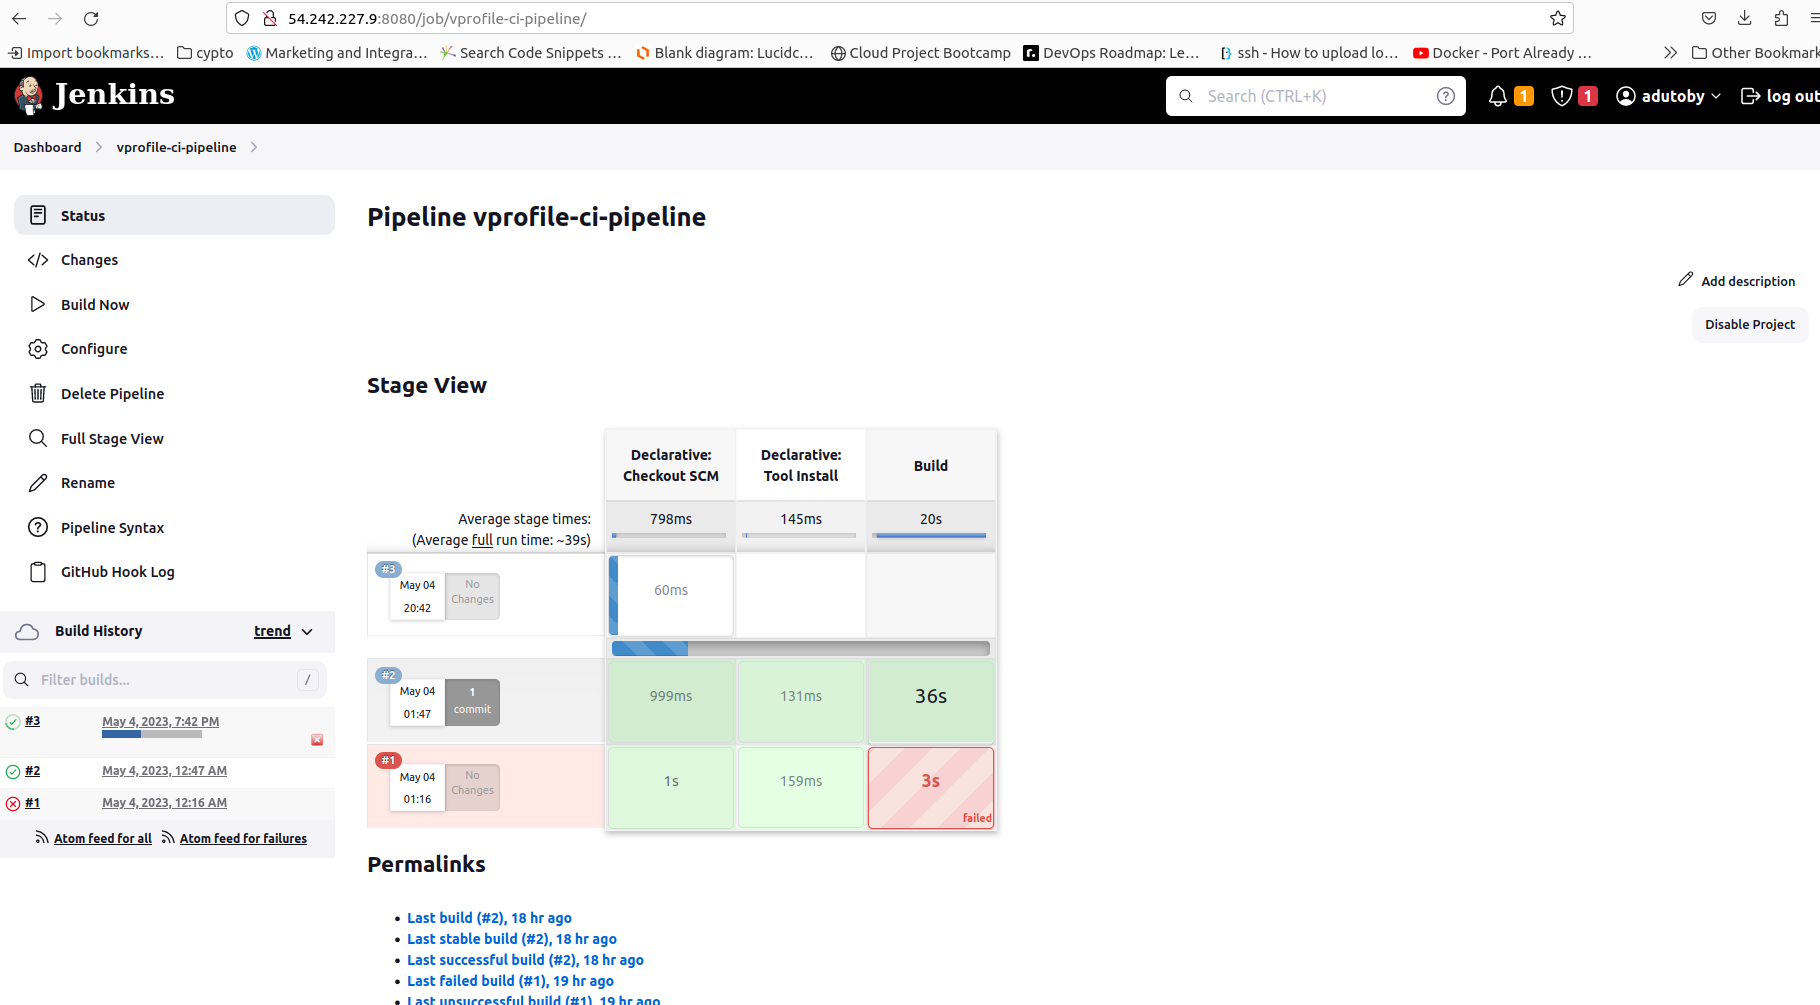 54.242.227.9:8080/job/vprofile-ci-pipeline/
Import bookmarks… cypto Marketing and Integra… Search Code Snippets … Blank diagram: Lucidc… Cloud Project Bootcamp DevOps Roadmap: Le… ssh - How to upload lo… Docker - Port Already … Other Bookmark
Jenkins Search (CTRL+K) ? 1 1 adutoby log out
Dashboard vprofile-ci-pipeline
Status
Changes
Build Now
Configure
Delete Pipeline
Full Stage View
Rename
Pipeline Syntax
GitHub Hook Log
Build History trend
Filter builds... /
#3 May 4, 2023, 7:42 PM
#2 May 4, 2023, 12:47 AM
#1 May 4, 2023, 12:16 AM
Atom feed for all Atom feed for failures
Pipeline vprofile-ci-pipeline
Add description
Disable Project
Stage View
Declarative: Declarative: Build
Checkout SCM Tool Install
Average stage times: 798ms 145ms 20s
(Average full run time: ~39s)
#3
May 04 No
20:42 Changes
60ms
#2
May 04 1
01:47 commit
999ms 131ms 36s
#1
May 04 No
01:16 Changes
1s 159ms 3s
failed
Permalinks
• Last build (#2), 18 hr ago
• Last stable build (#2), 18 hr ago
• Last successful build (#2), 18 hr ago
• Last failed build (#1), 19 hr ago
• Last unsuccessful build (#1), 19 hr ago